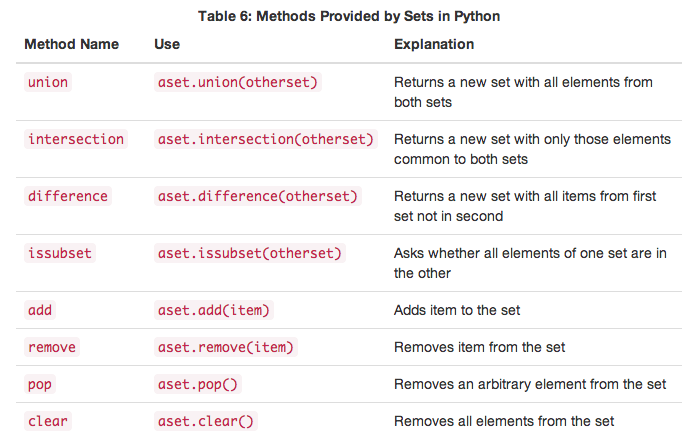 Table 6: Methods Provided by Sets in Python
Method Name Use Explanation
union aset.union(otherset) Returns a new set with all elements from
both sets
intersection aset.intersection(otherset) Returns a new set with only those elements
common to both sets
difference aset.difference(otherset) Returns a new set with all items from first
set not in second
issubset aset.issubset(otherset) Asks whether all elements of one set are in
the other
add aset.add(item) Adds item to the set
remove aset.remove(item) Removes item from the set
pop aset.pop() Removes an arbitrary element from the set
clear aset.clear() Removes all elements from the set